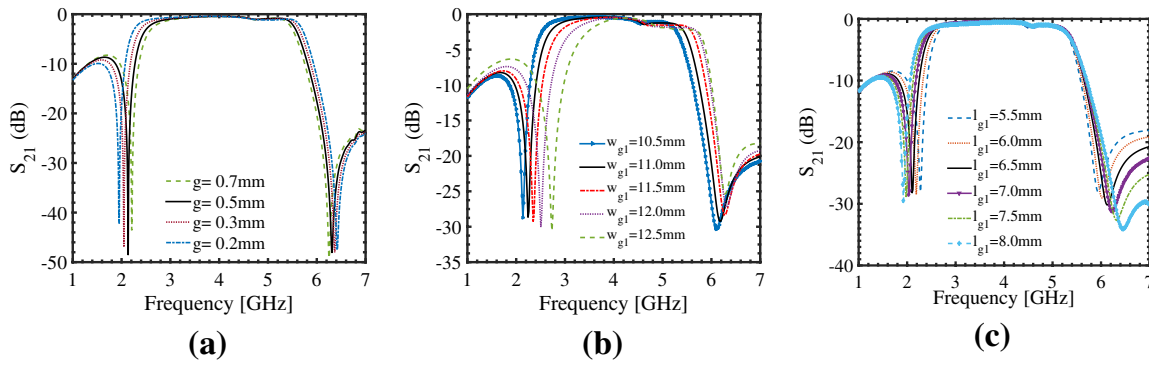 0
-10
-20
-30
-40
-50
S21 (dB)
g= 0.7mm
g= 0.5mm
g= 0.3mm
g= 0.2mm
1 2 3 4 5 6 7
Frequency [GHz]
(a)
0
-5
-10
-15
-20
-25
-30
-35
S21 (dB)
wg1=10.5mm
wg1=11.0mm
wg1=11.5mm
wg1=12.0mm
wg1=12.5mm
1 2 3 4 5 6 7
Frequency [GHz]
(b)
0
-10
-20
-30
-40
S21 (dB)
lg1=5.5mm
lg1=6.0mm
lg1=6.5mm
lg1=7.0mm
lg1=7.5mm
lg1=8.0mm
1 2 3 4 5 6 7
Frequency [GHz]
(c)